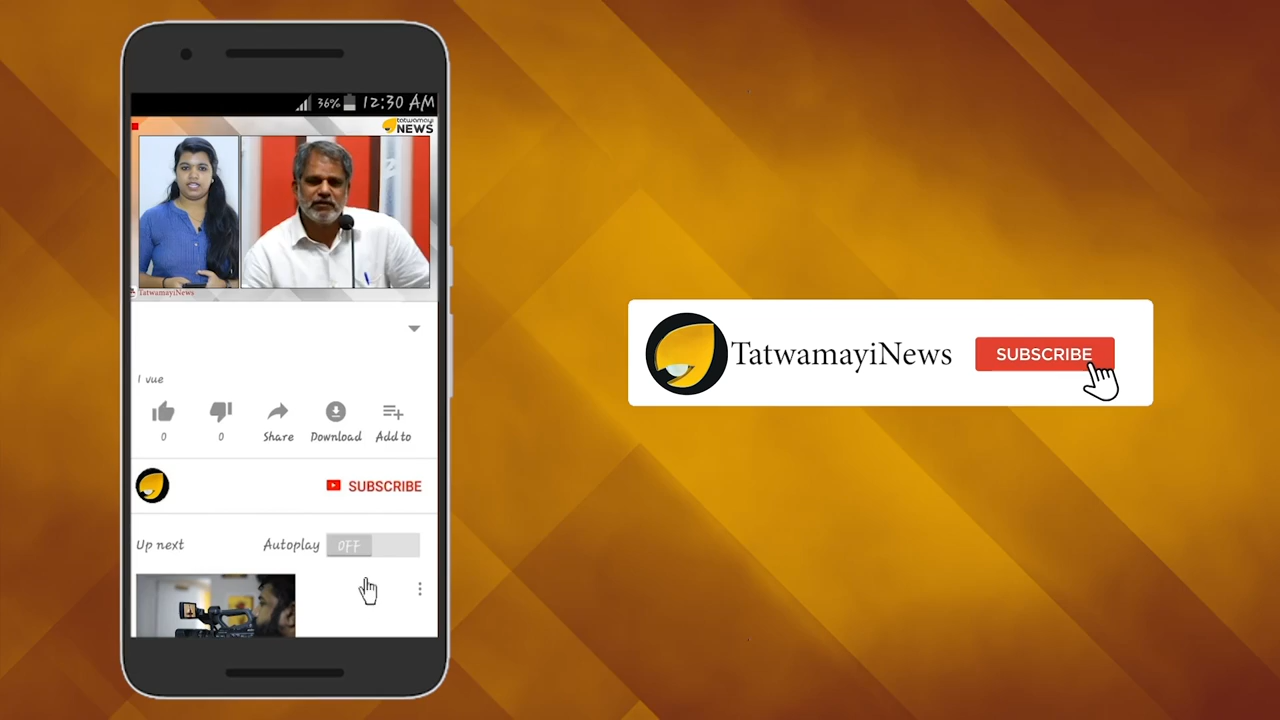 36% 12:30 AM
tatwamayi
NEWS
TatwamayiNews
1 vue
0 0 Share Download Add to
SUBSCRIBE
Up next Autoplay OFF
TatwamayiNews SUBSCRIBE